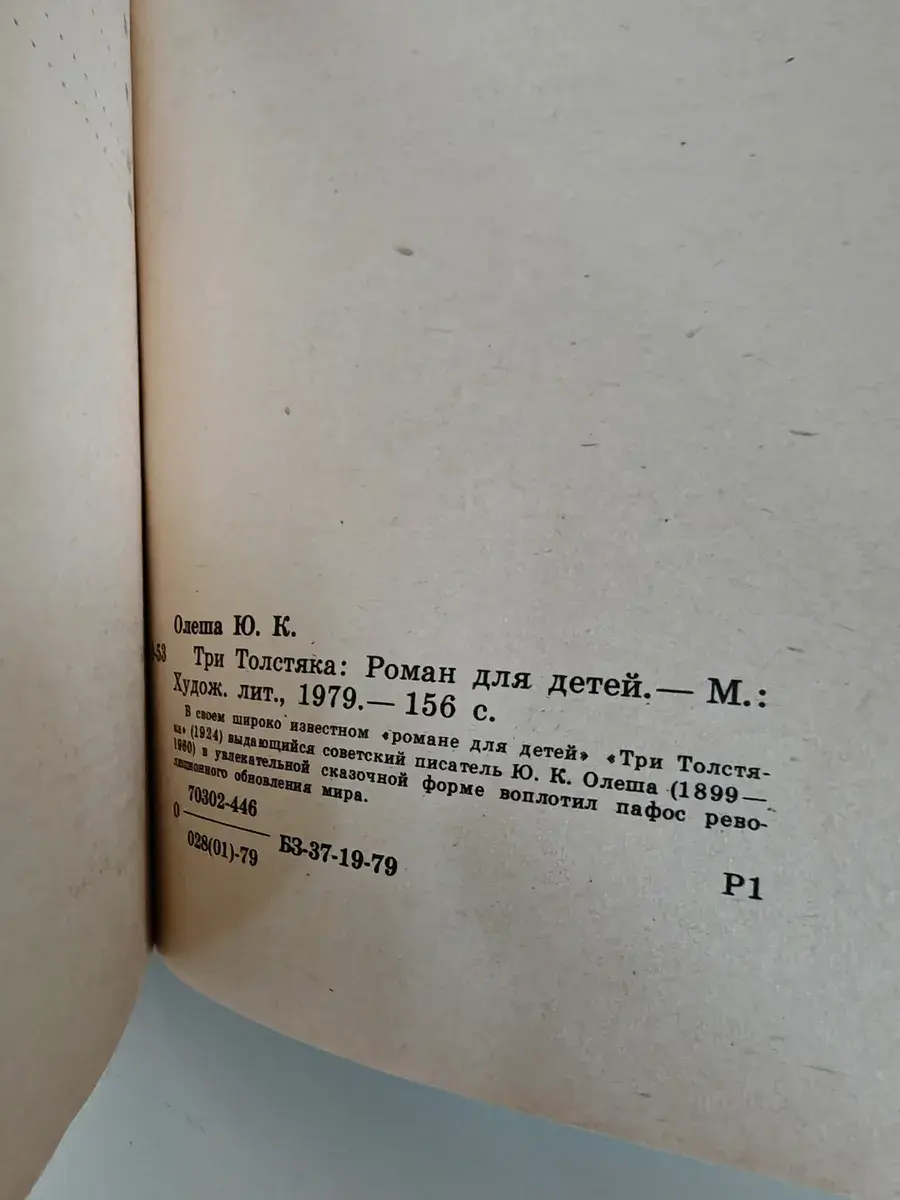 Олеша Ю. К.
-53 Три Толстяка: Роман для детей.— М.:
Худож. лит., 1979.— 156 с.
В своем широко известном «романе для детей» «Три Толстя-
ка» (1924) выдающийся советский писатель Ю. К. Олеша (1899—
1960) в увлекательной сказочной форме воплотил пафос рево-
люционного обновления мира.
70302-446
0
БЗ-37-19-79
028(01)-79
Р1